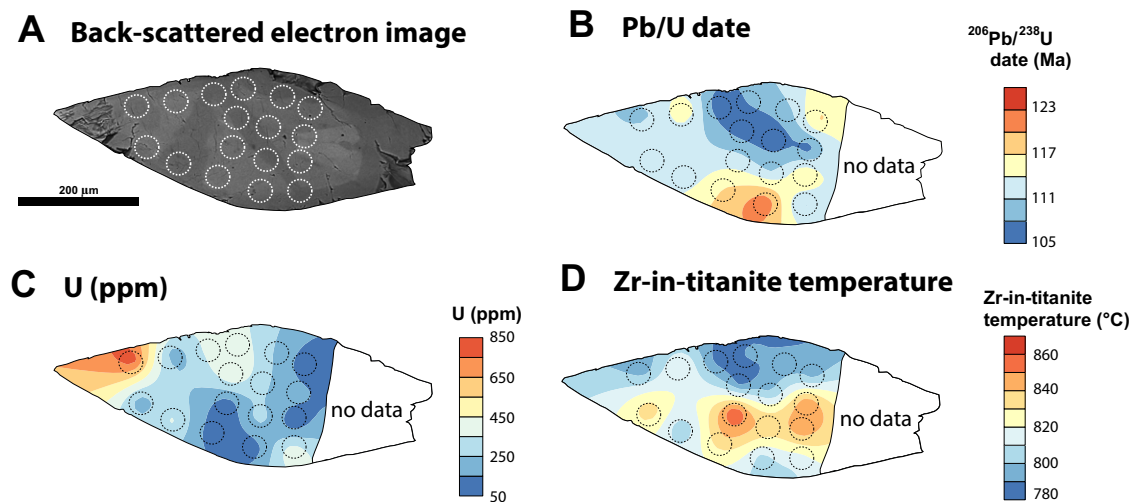 A Back-scattered electron image
200 µm
B Pb/U date
206Pb/238U
date (Ma)
123
117
111
105
no data
C U (ppm)
U (ppm)
850
650
450
250
50
no data
D Zr-in-titanite temperature
Zr-in-titanite
temperature (°C)
860
840
820
800
780
no data